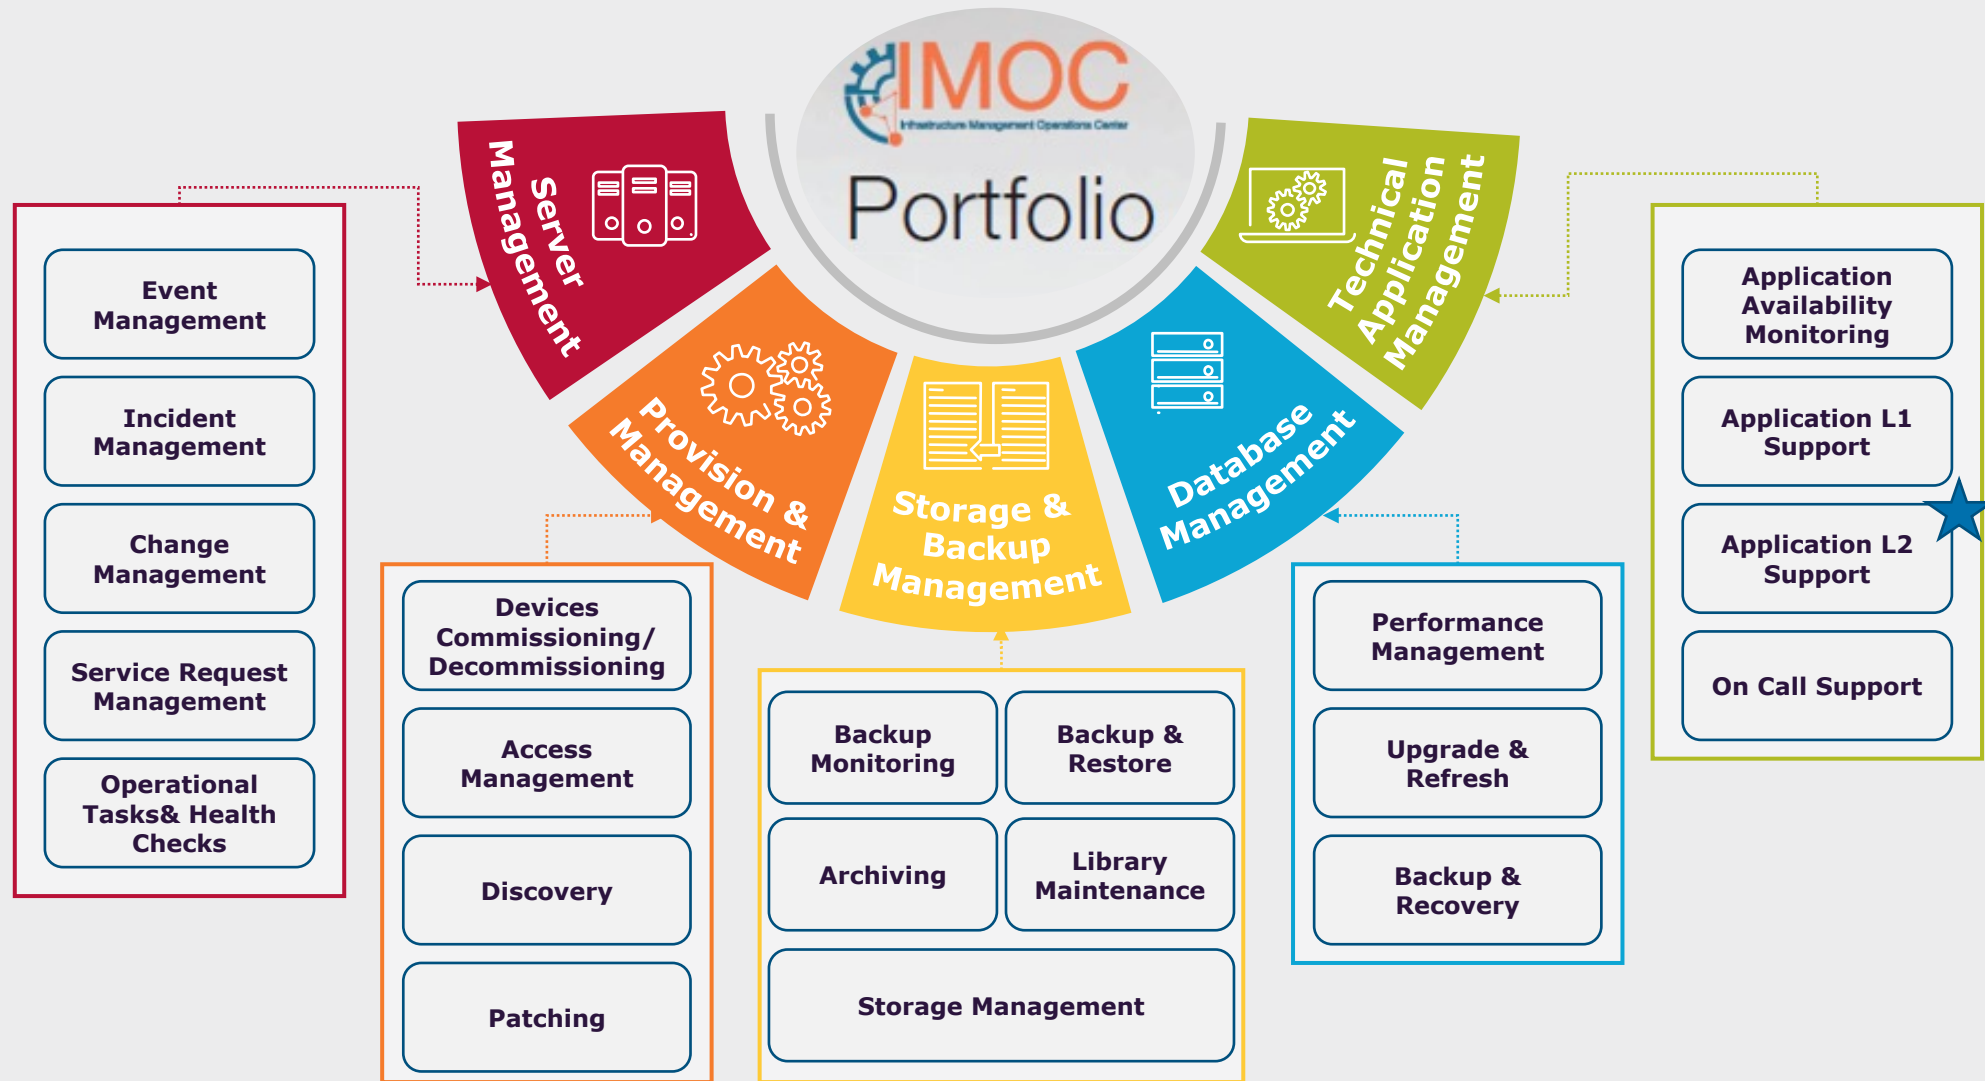 IMOC
Infrastructure Management Operations Center
Portfolio
Server
Management
Provision &
Management
Storage &
Backup
Management
Database
Management
Technical
Application
Management
Event
Management
Incident
Management
Change
Management
Service Request
Management
Operational
Tasks& Health
Checks
Devices
Commissioning/
Decommissioning
Access
Management
Discovery
Patching
Backup
Monitoring
Backup &
Restore
Archiving
Library
Maintenance
Storage Management
Performance
Management
Upgrade &
Refresh
Backup &
Recovery
Application
Availability
Monitoring
Application L1
Support
Application L2
Support
On Call Support